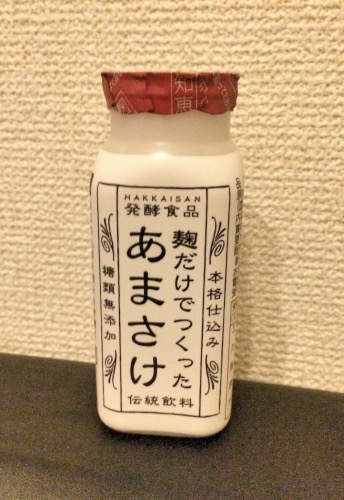 HAKKAISAN
発酵食品
麹だけでつくった
あまさけ
本格仕込み
糖類無添加
伝統飲料